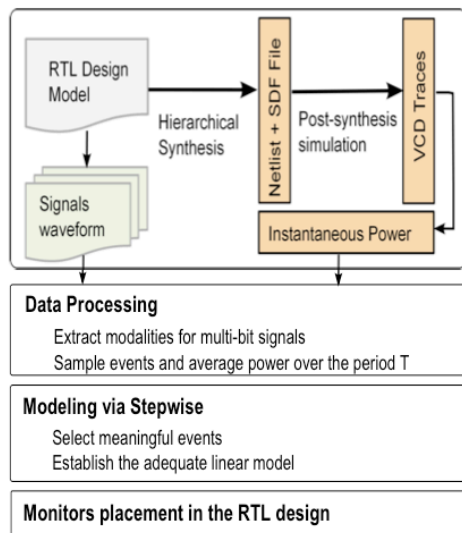 RTL Design
Model
Hierarchical
Synthesis
Netlist + SDF File
Post-synthesis
simulation
VCD Traces
Signals
waveform
Instantaneous Power
Data Processing
Extract modalities for multi-bit signals
Sample events and average power over the period T
Modeling via Stepwise
Select meaningful events
Establish the adequate linear model
Monitors placement in the RTL design